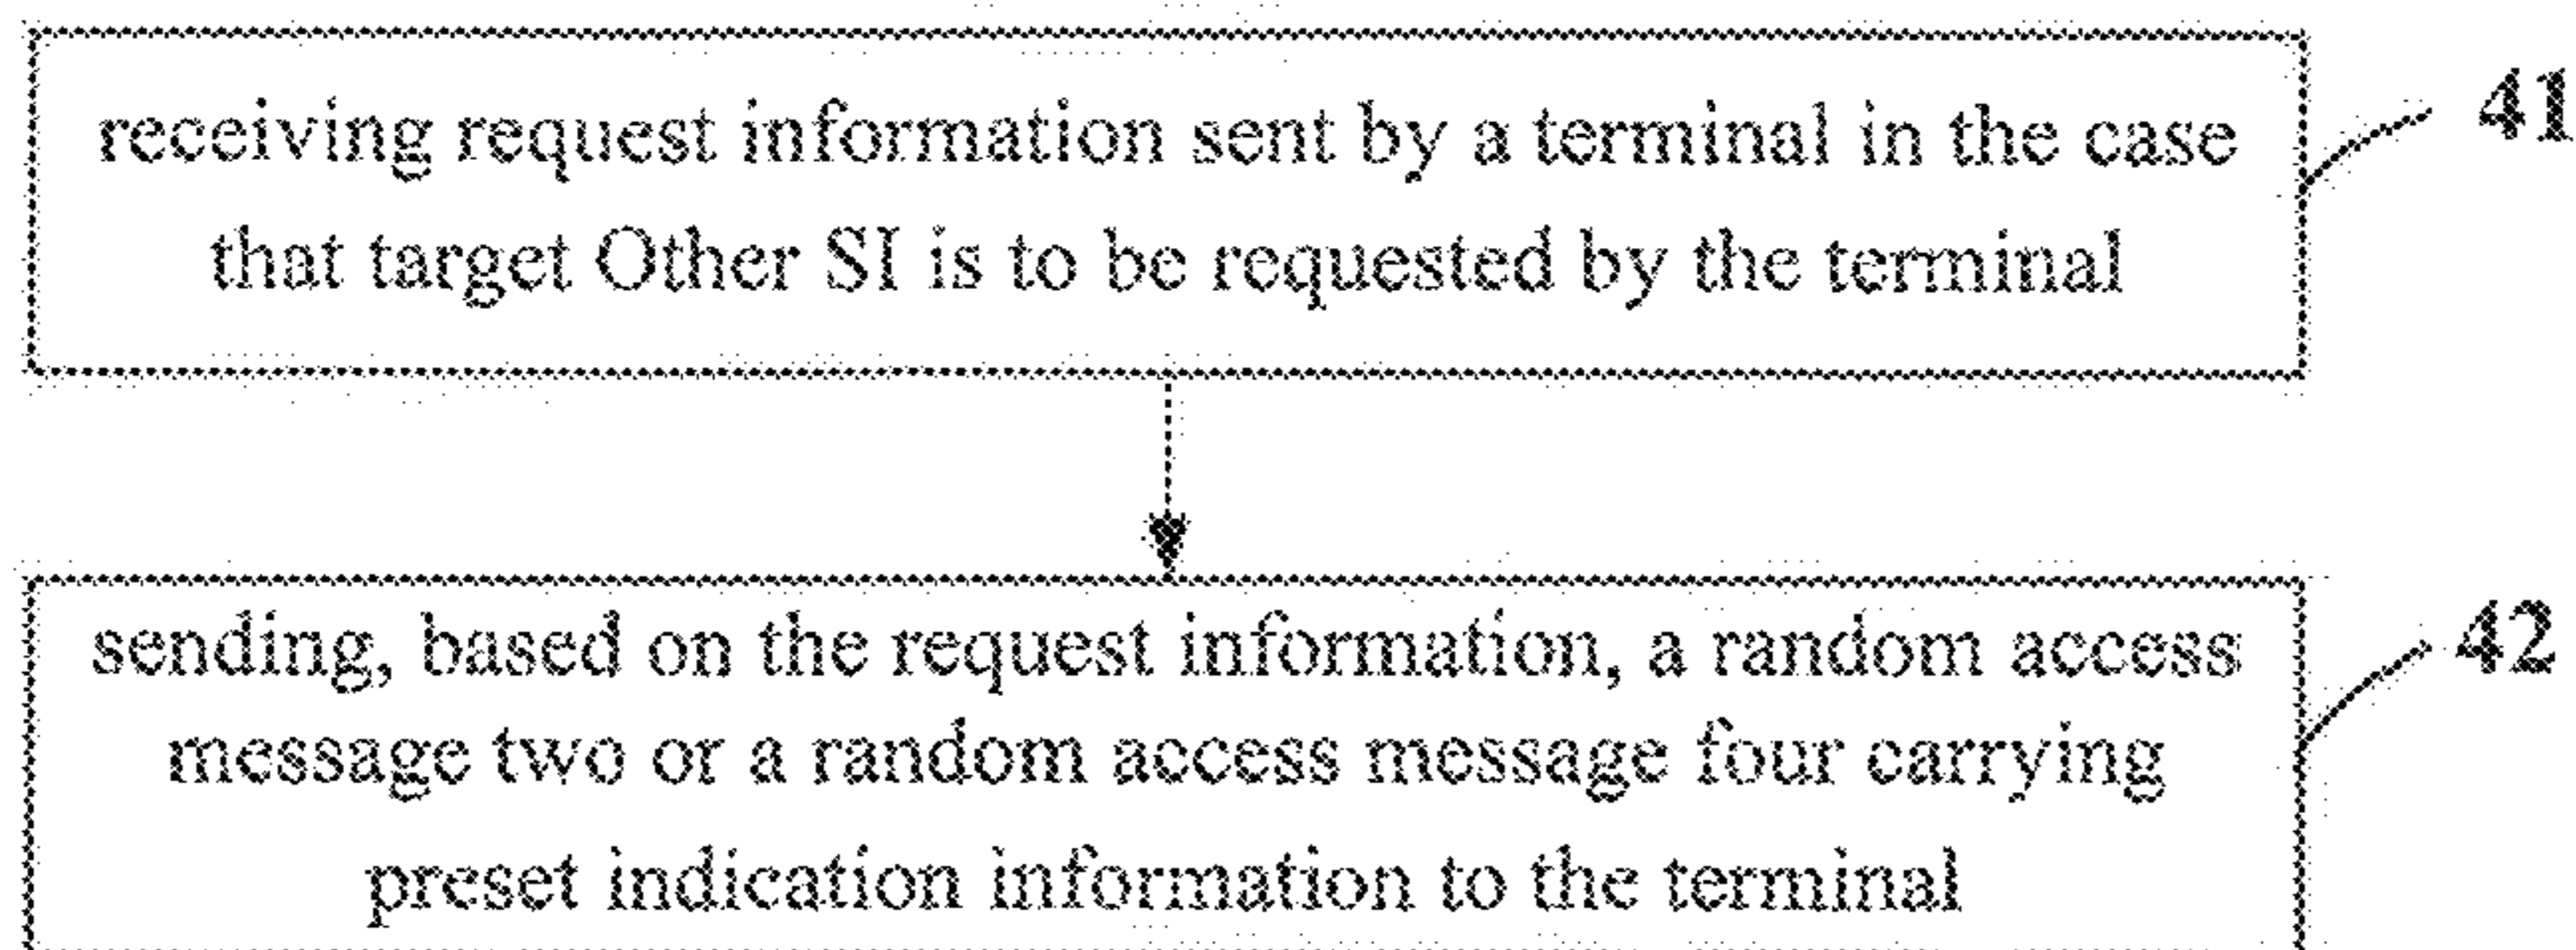 receiving request information sent by a terminal in the case
that target Other SI is to be requested by the terminal
41
sending, based on the request information, a random access
message two or a random access message four carrying
preset indication information to the terminal
42